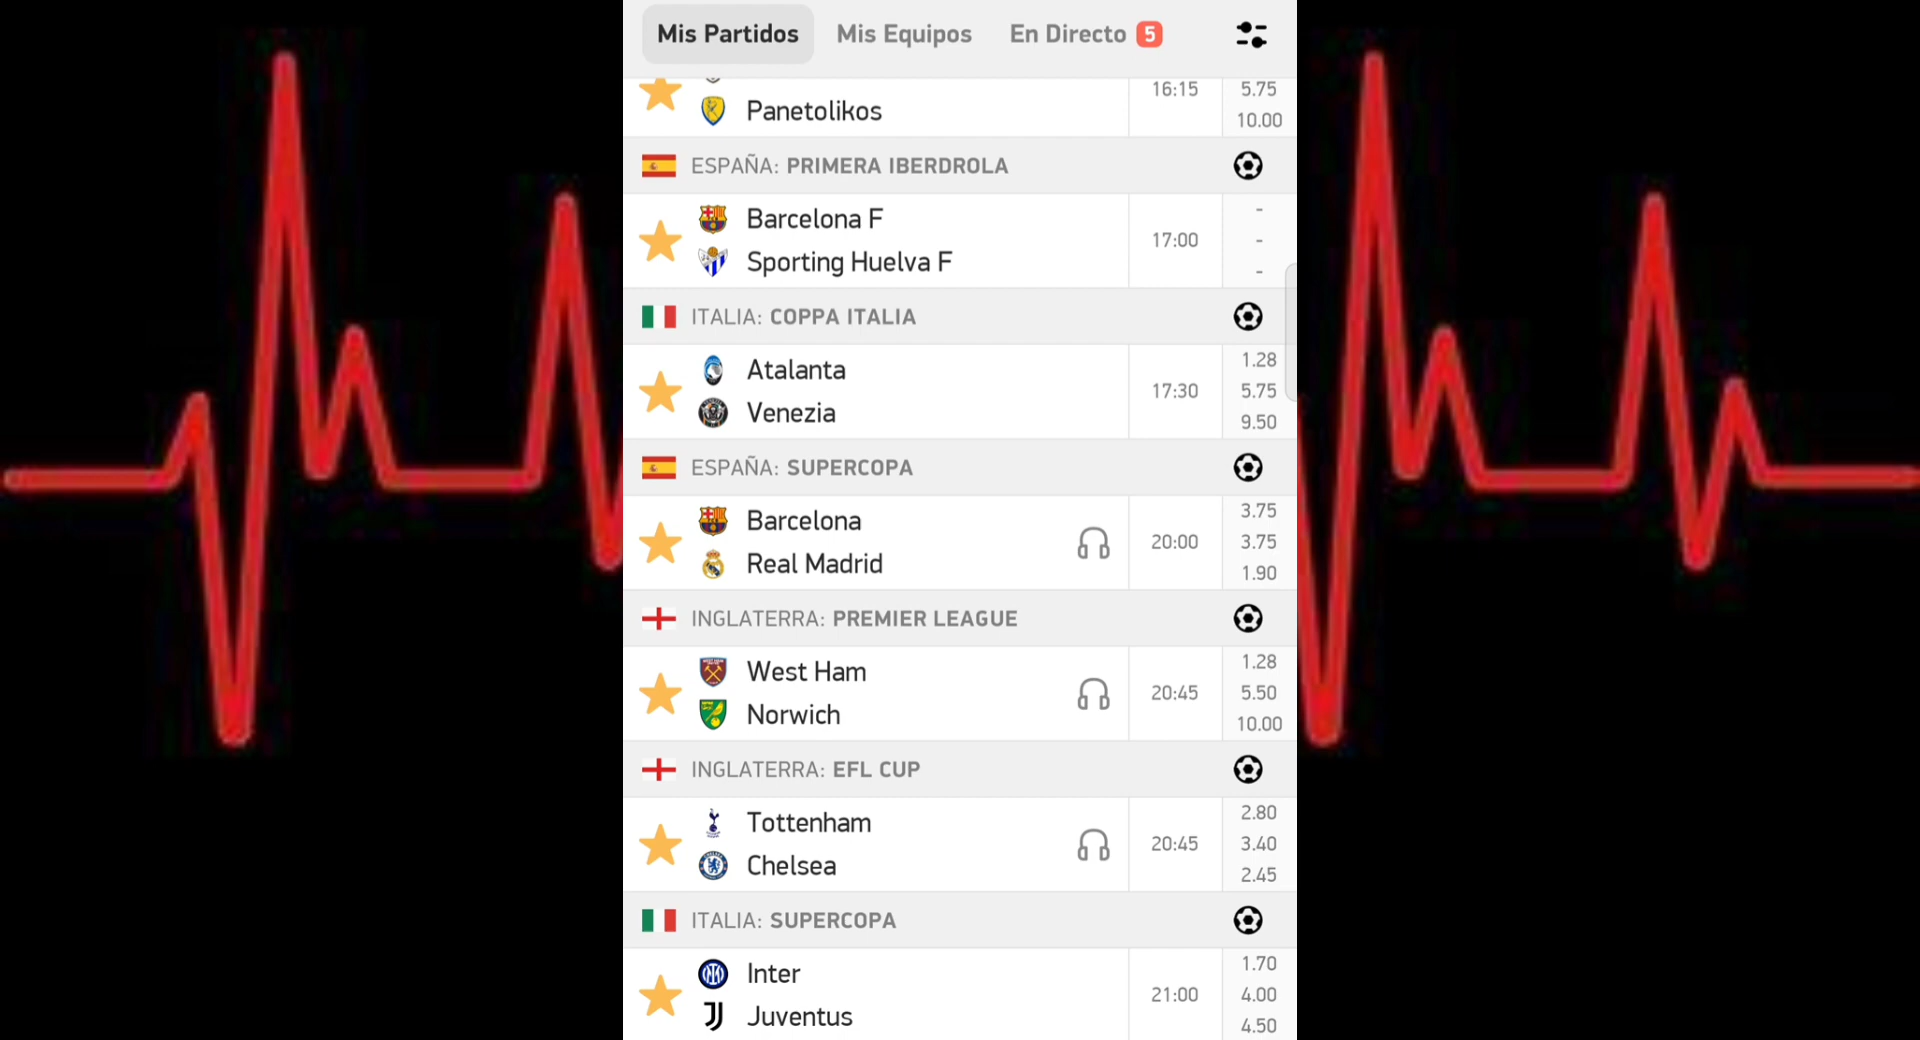 Mis Partidos Mis Equipos En Directo 5
Panetolikos 16:15 5.75
10.00
ESPAÑA: PRIMERA IBERDROLA
Barcelona F -
17:00 -
Sporting Huelva F -
ITALIA: COPPA ITALIA
Atalanta 1.28
17:30 5.75
Venezia 9.50
ESPAÑA: SUPERCOPA
Barcelona 3.75
20:00 3.75
Real Madrid 1.90
INGLATERRA: PREMIER LEAGUE
West Ham 1.28
20:45 5.50
Norwich 10.00
INGLATERRA: EFL CUP
Tottenham 2.80
20:45 3.40
Chelsea 2.45
ITALIA: SUPERCOPA
Inter 1.70
21:00 4.00
Juventus 4.50